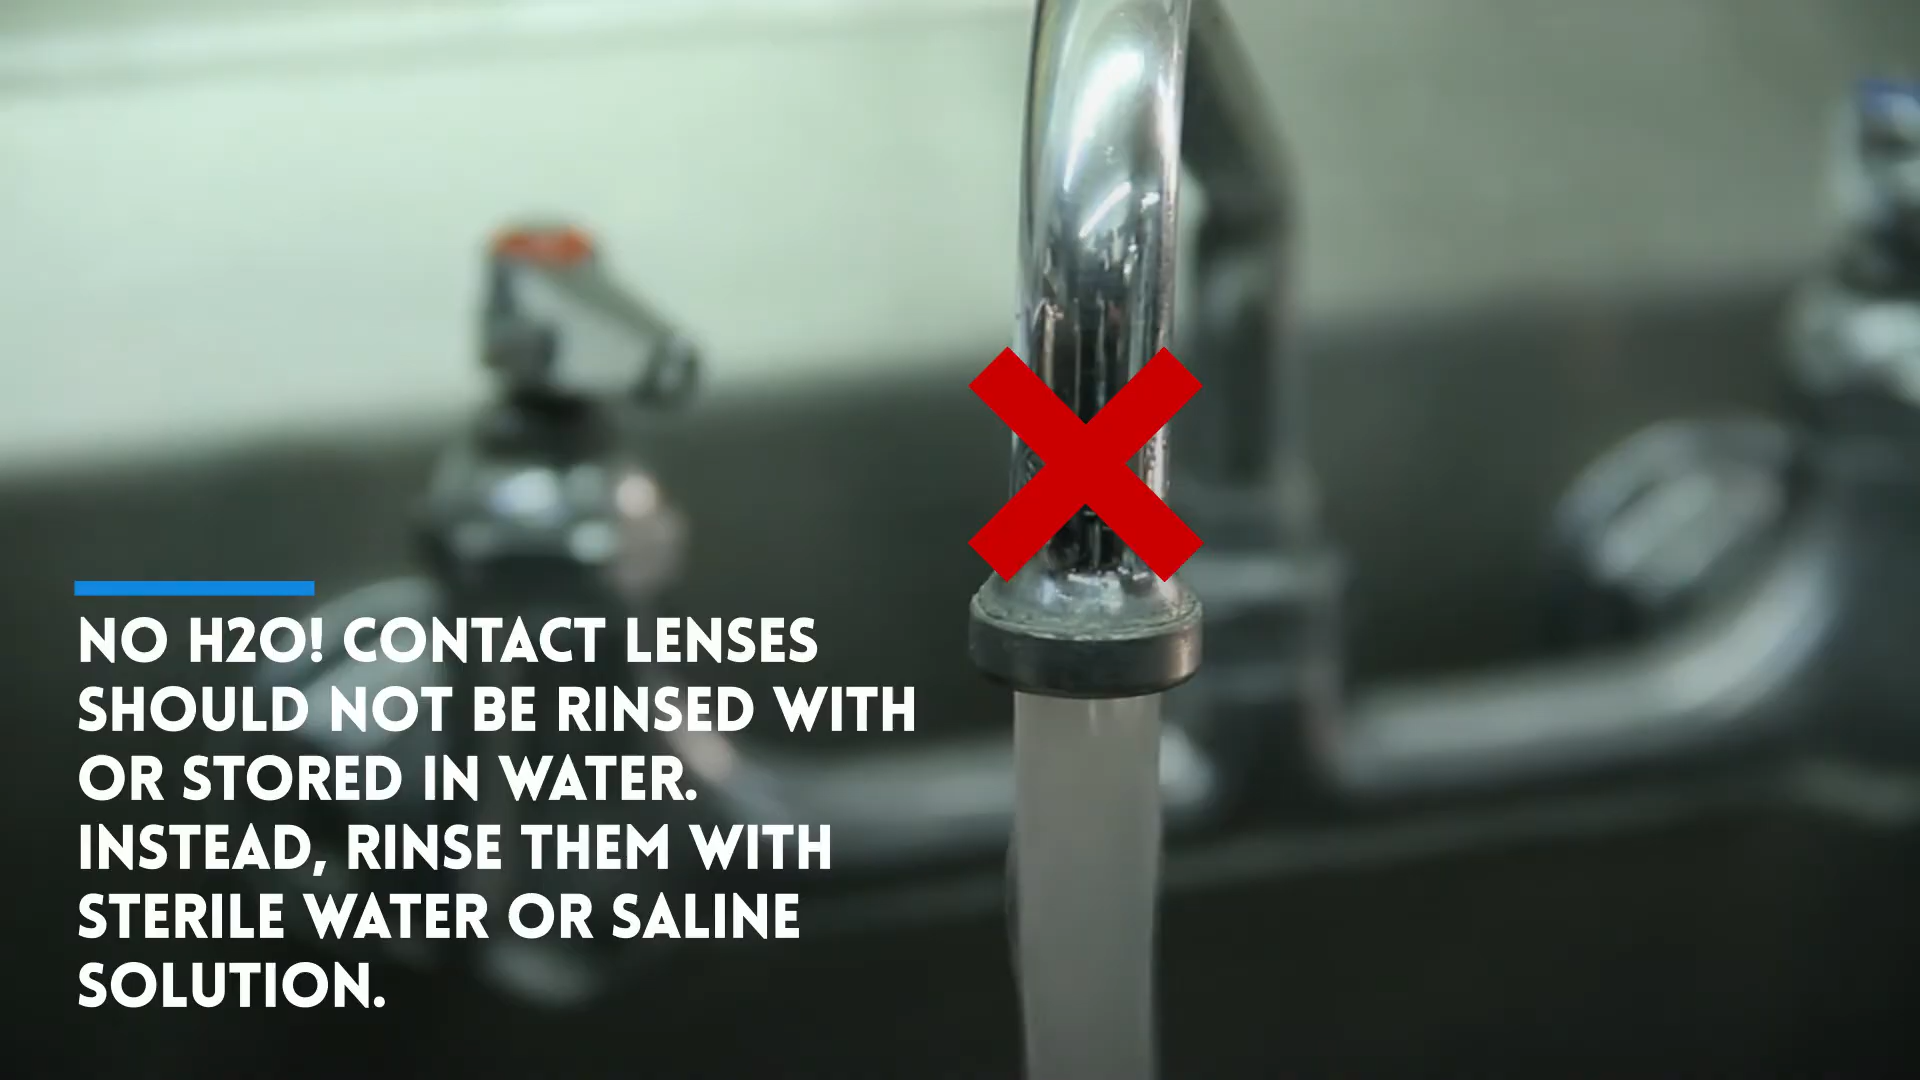 NO H2O! CONTACT LENSES
SHOULD NOT BE RINSED WITH
OR STORED IN WATER.
INSTEAD, RINSE THEM WITH
STERILE WATER OR SALINE
SOLUTION.